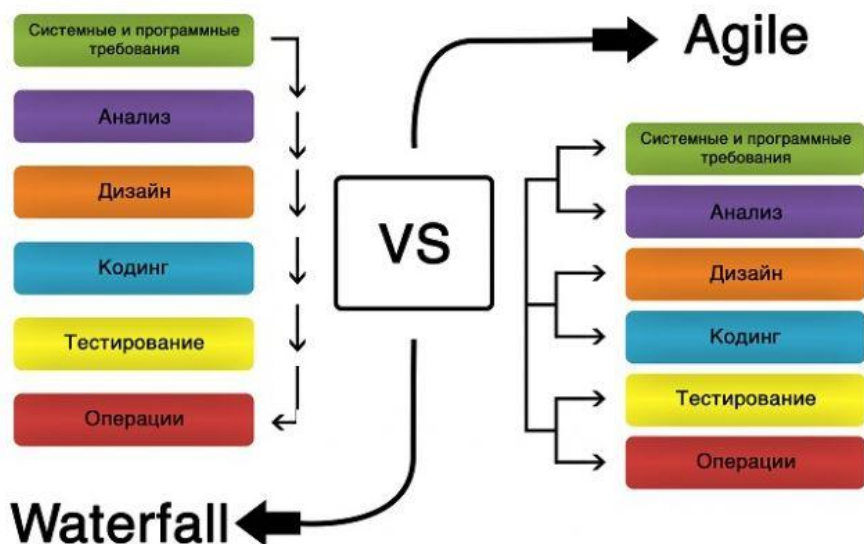 Системные и программные
требования
Анализ
Дизайн
Кодинг
Тестирование
Операции
Waterfall
VS
Agile
Системные и программные
требования
Анализ
Дизайн
Кодинг
Тестирование
Операции